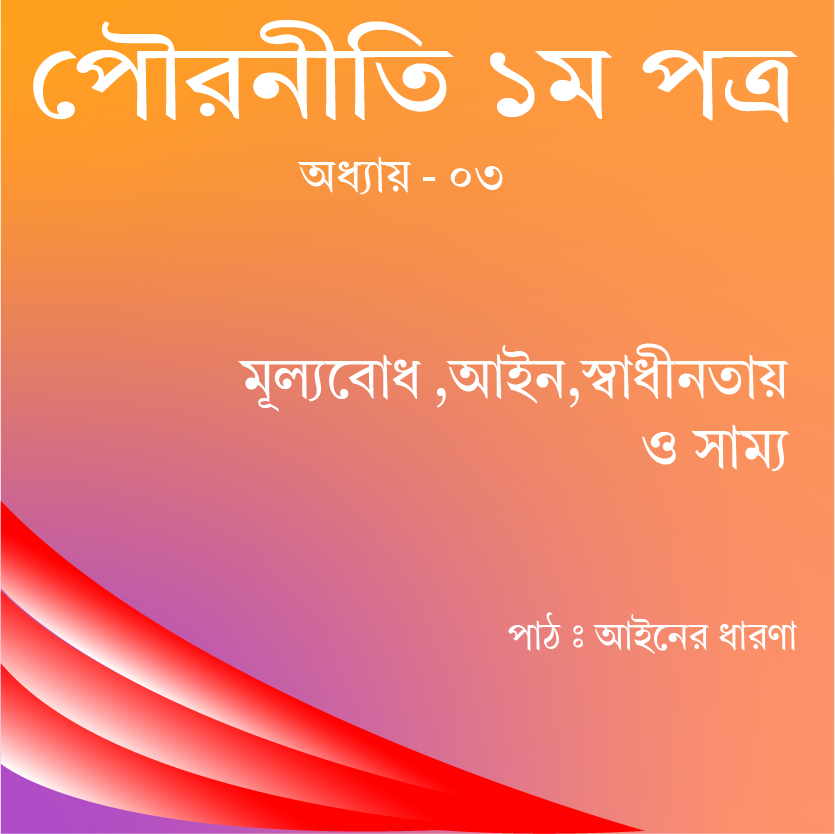 পৌরনীতি ১ম পত্র
অধ্যায় - ০৩
মূল্যবোধ ,আইন,স্বাধীনতায়
ও সাম্য
পাঠ ঃ আইনের ধারণা